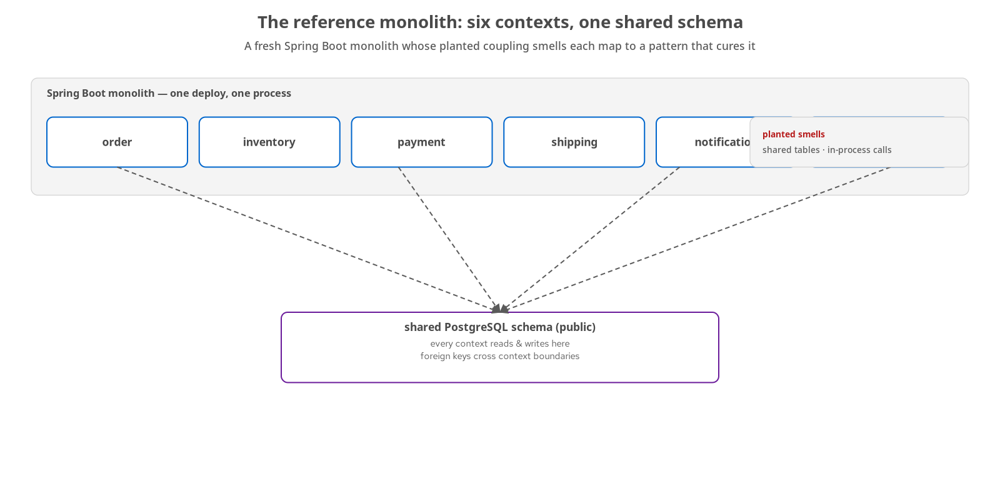 The reference monolith: six contexts, one shared schema
A fresh Spring Boot monolith whose planted coupling smells each map to a pattern that cures it
Spring Boot monolith — one deploy, one process
order
inventory
payment
shipping
notificatio
planted smells
shared tables · in-process calls
shared PostgreSQL schema (public)
every context reads & writes here
foreign keys cross context boundaries